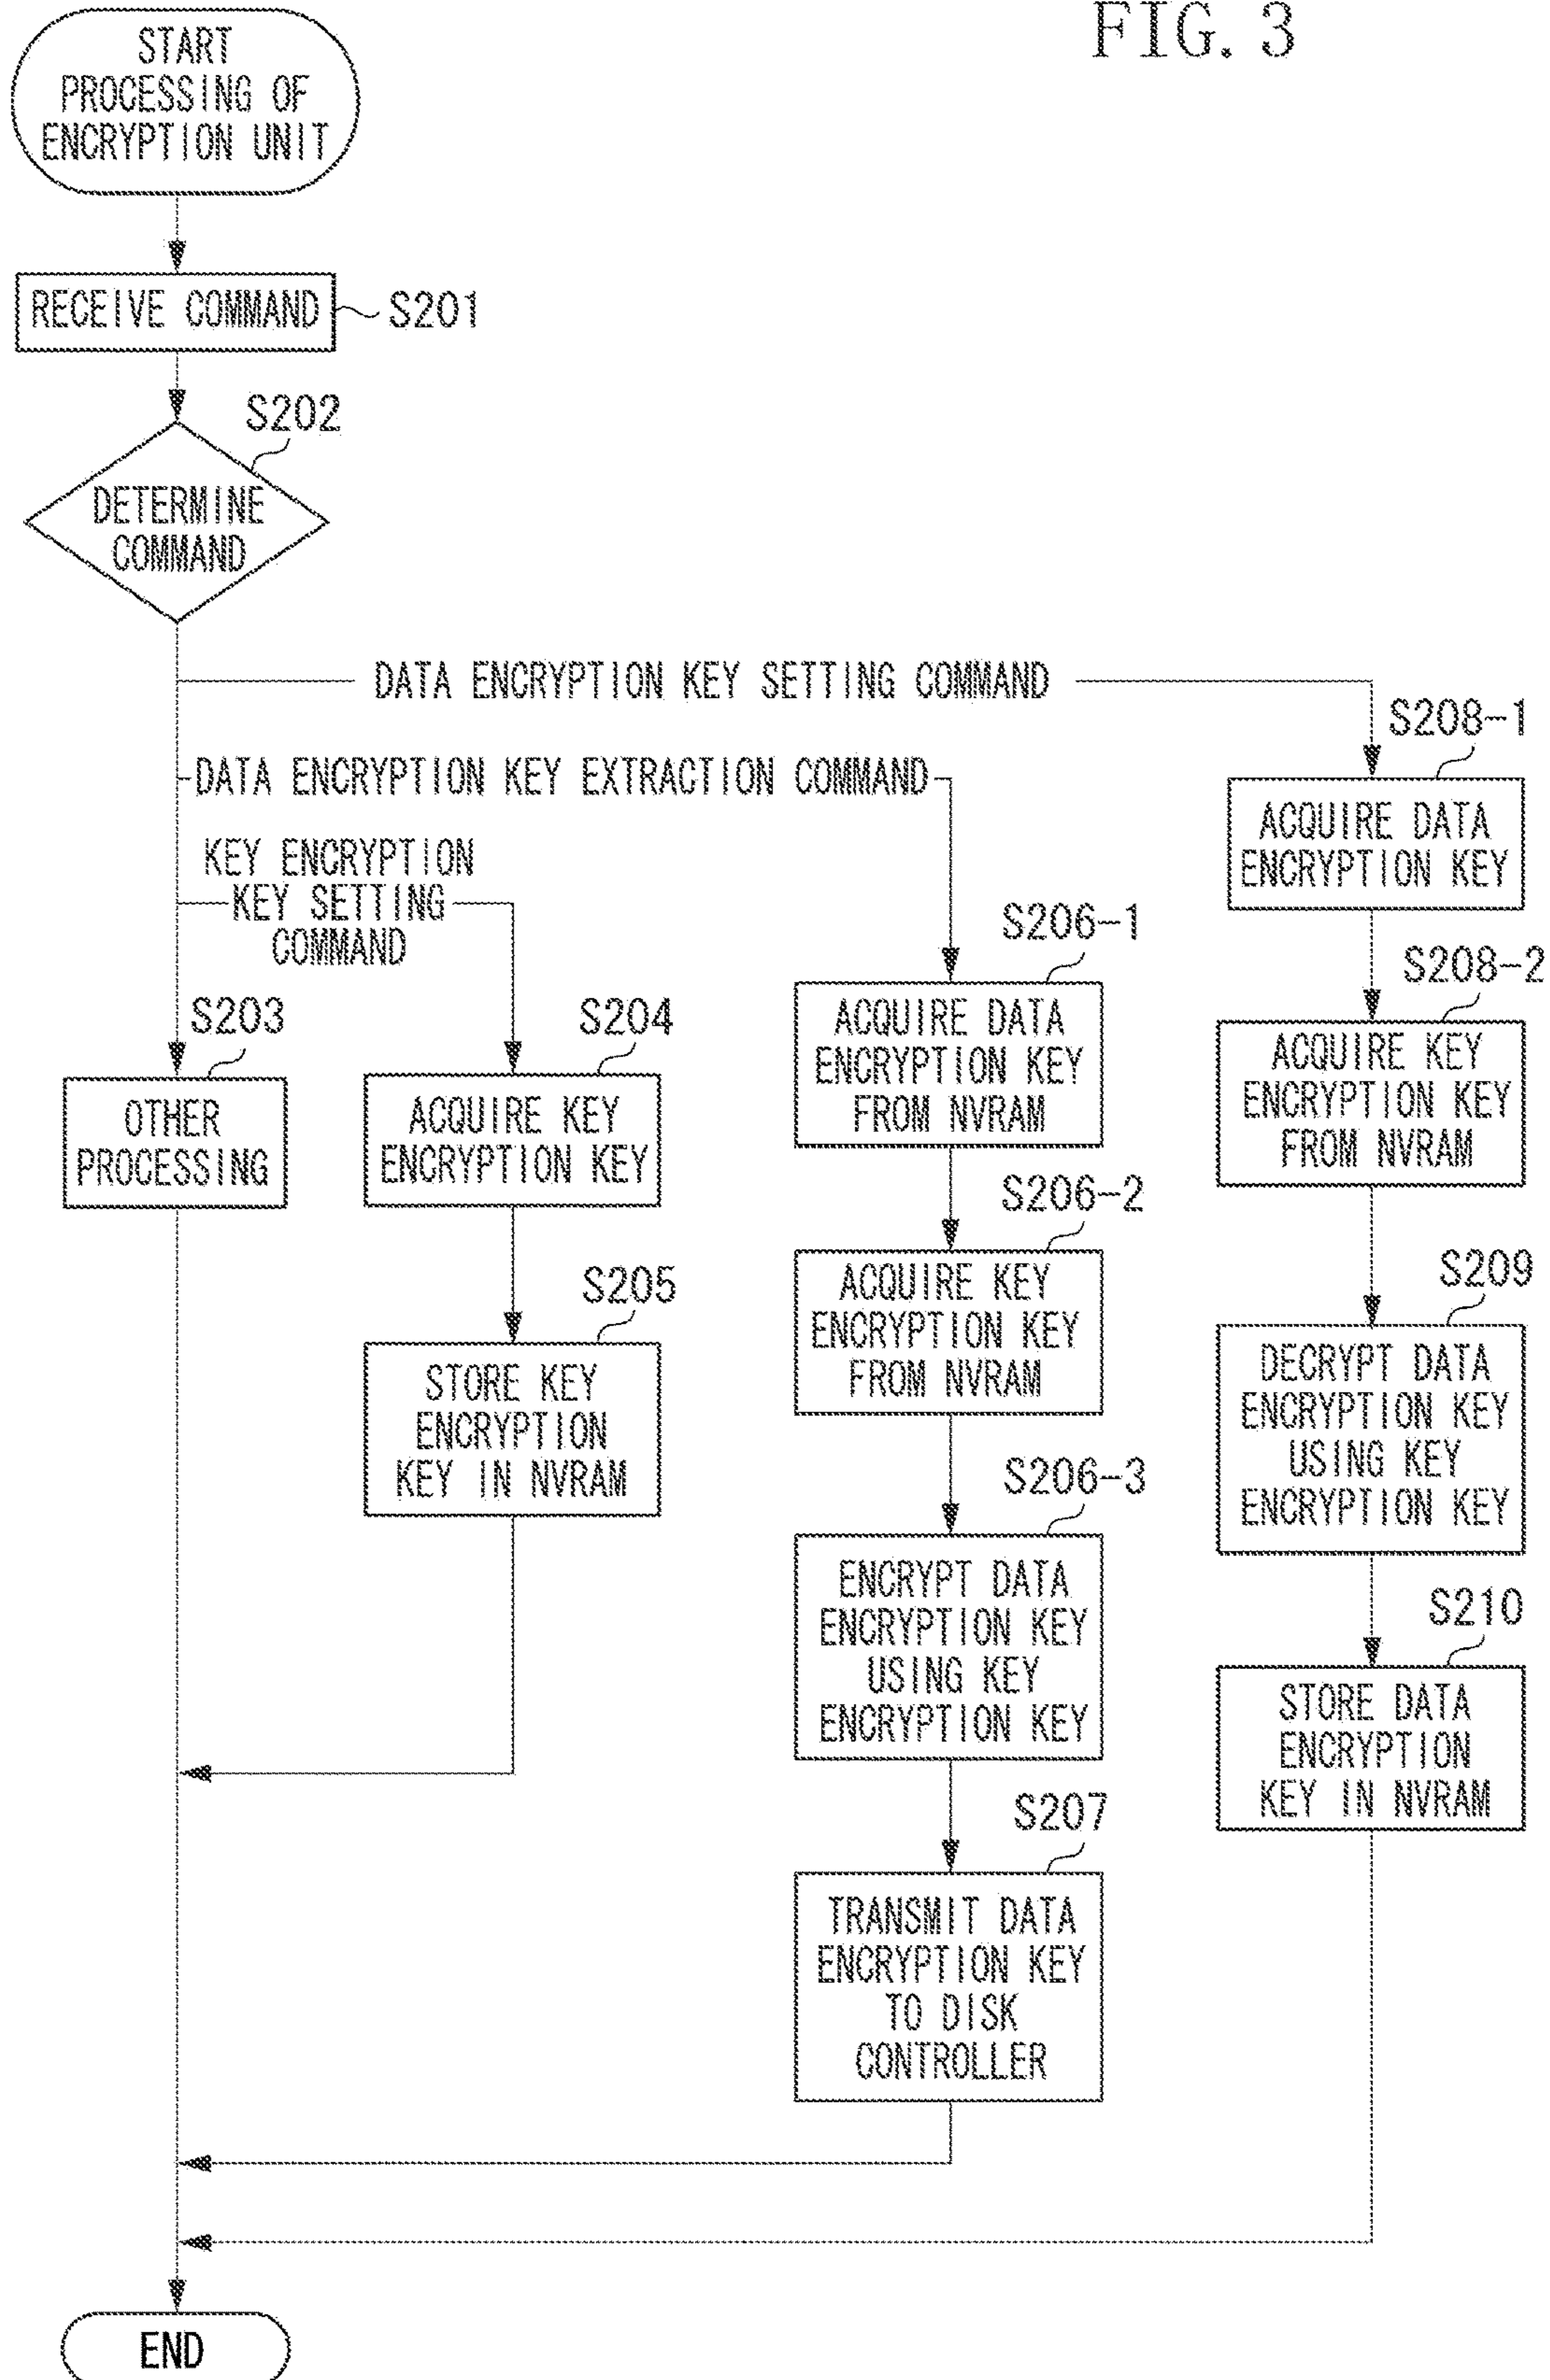 FIG. 3
START
PROCESSING OF
ENCRYPTION UNIT
RECEIVE COMMAND
S201
S202
DETERMINE
COMMAND
DATA ENCRYPTION KEY SETTING COMMAND
DATA ENCRYPTION KEY EXTRACTION COMMAND
KEY ENCRYPTION
KEY SETTING
COMMAND
S203
OTHER
PROCESSING
S204
ACQUIRE KEY
ENCRYPTION KEY
S205
STORE KEY
ENCRYPTION
KEY IN NVRAM
S206-1
ACQUIRE DATA
ENCRYPTION KEY
FROM NVRAM
S206-2
ACQUIRE KEY
ENCRYPTION KEY
FROM NVRAM
S206-3
ENCRYPT DATA
ENCRYPTION KEY
USING KEY
ENCRYPTION KEY
S207
TRANSMIT DATA
ENCRYPTION KEY
TO DISK
CONTROLLER
S208-1
ACQUIRE DATA
ENCRYPTION KEY
S208-2
ACQUIRE KEY
ENCRYPTION KEY
FROM NVRAM
S209
DECRYPT DATA
ENCRYPTION KEY
USING KEY
ENCRYPTION KEY
S210
STORE DATA
ENCRYPTION
KEY IN NVRAM
END